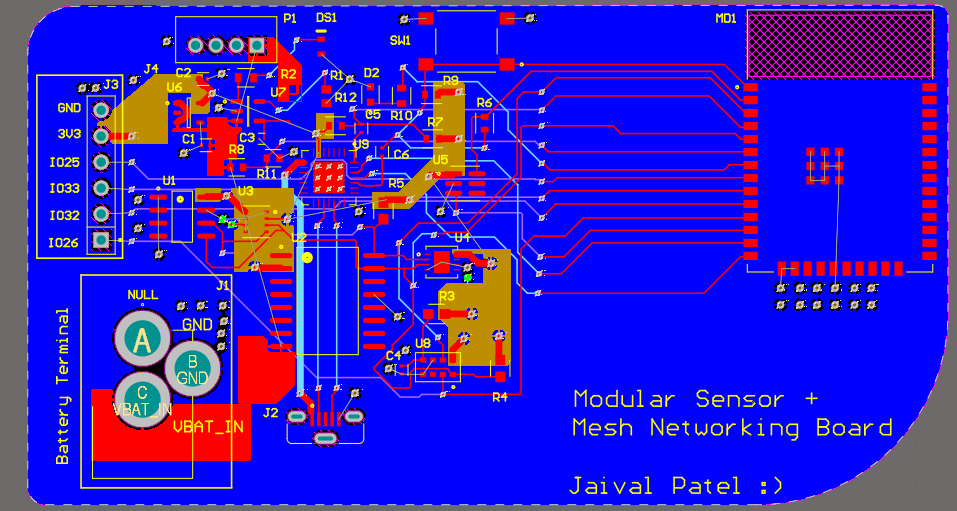 P1
DS1
MD1
SW1
J4
C2
J3
U6
R2
U7
R1
R12
D2
R9
R6
GND
3V3
IO25
IO33
IO32
IO26
C1
C3
R8
C5
R10
R7
U9
C6
U5
R11
R5
U1
U3
U4
J1
NULL
GND
A
B
GND
C
VBAT_IN
VBAT_IN
Battery Terminal
R3
U8
C4
R4
J2
Modular Sensor +
Mesh Networking Board
Jaival Patel :)